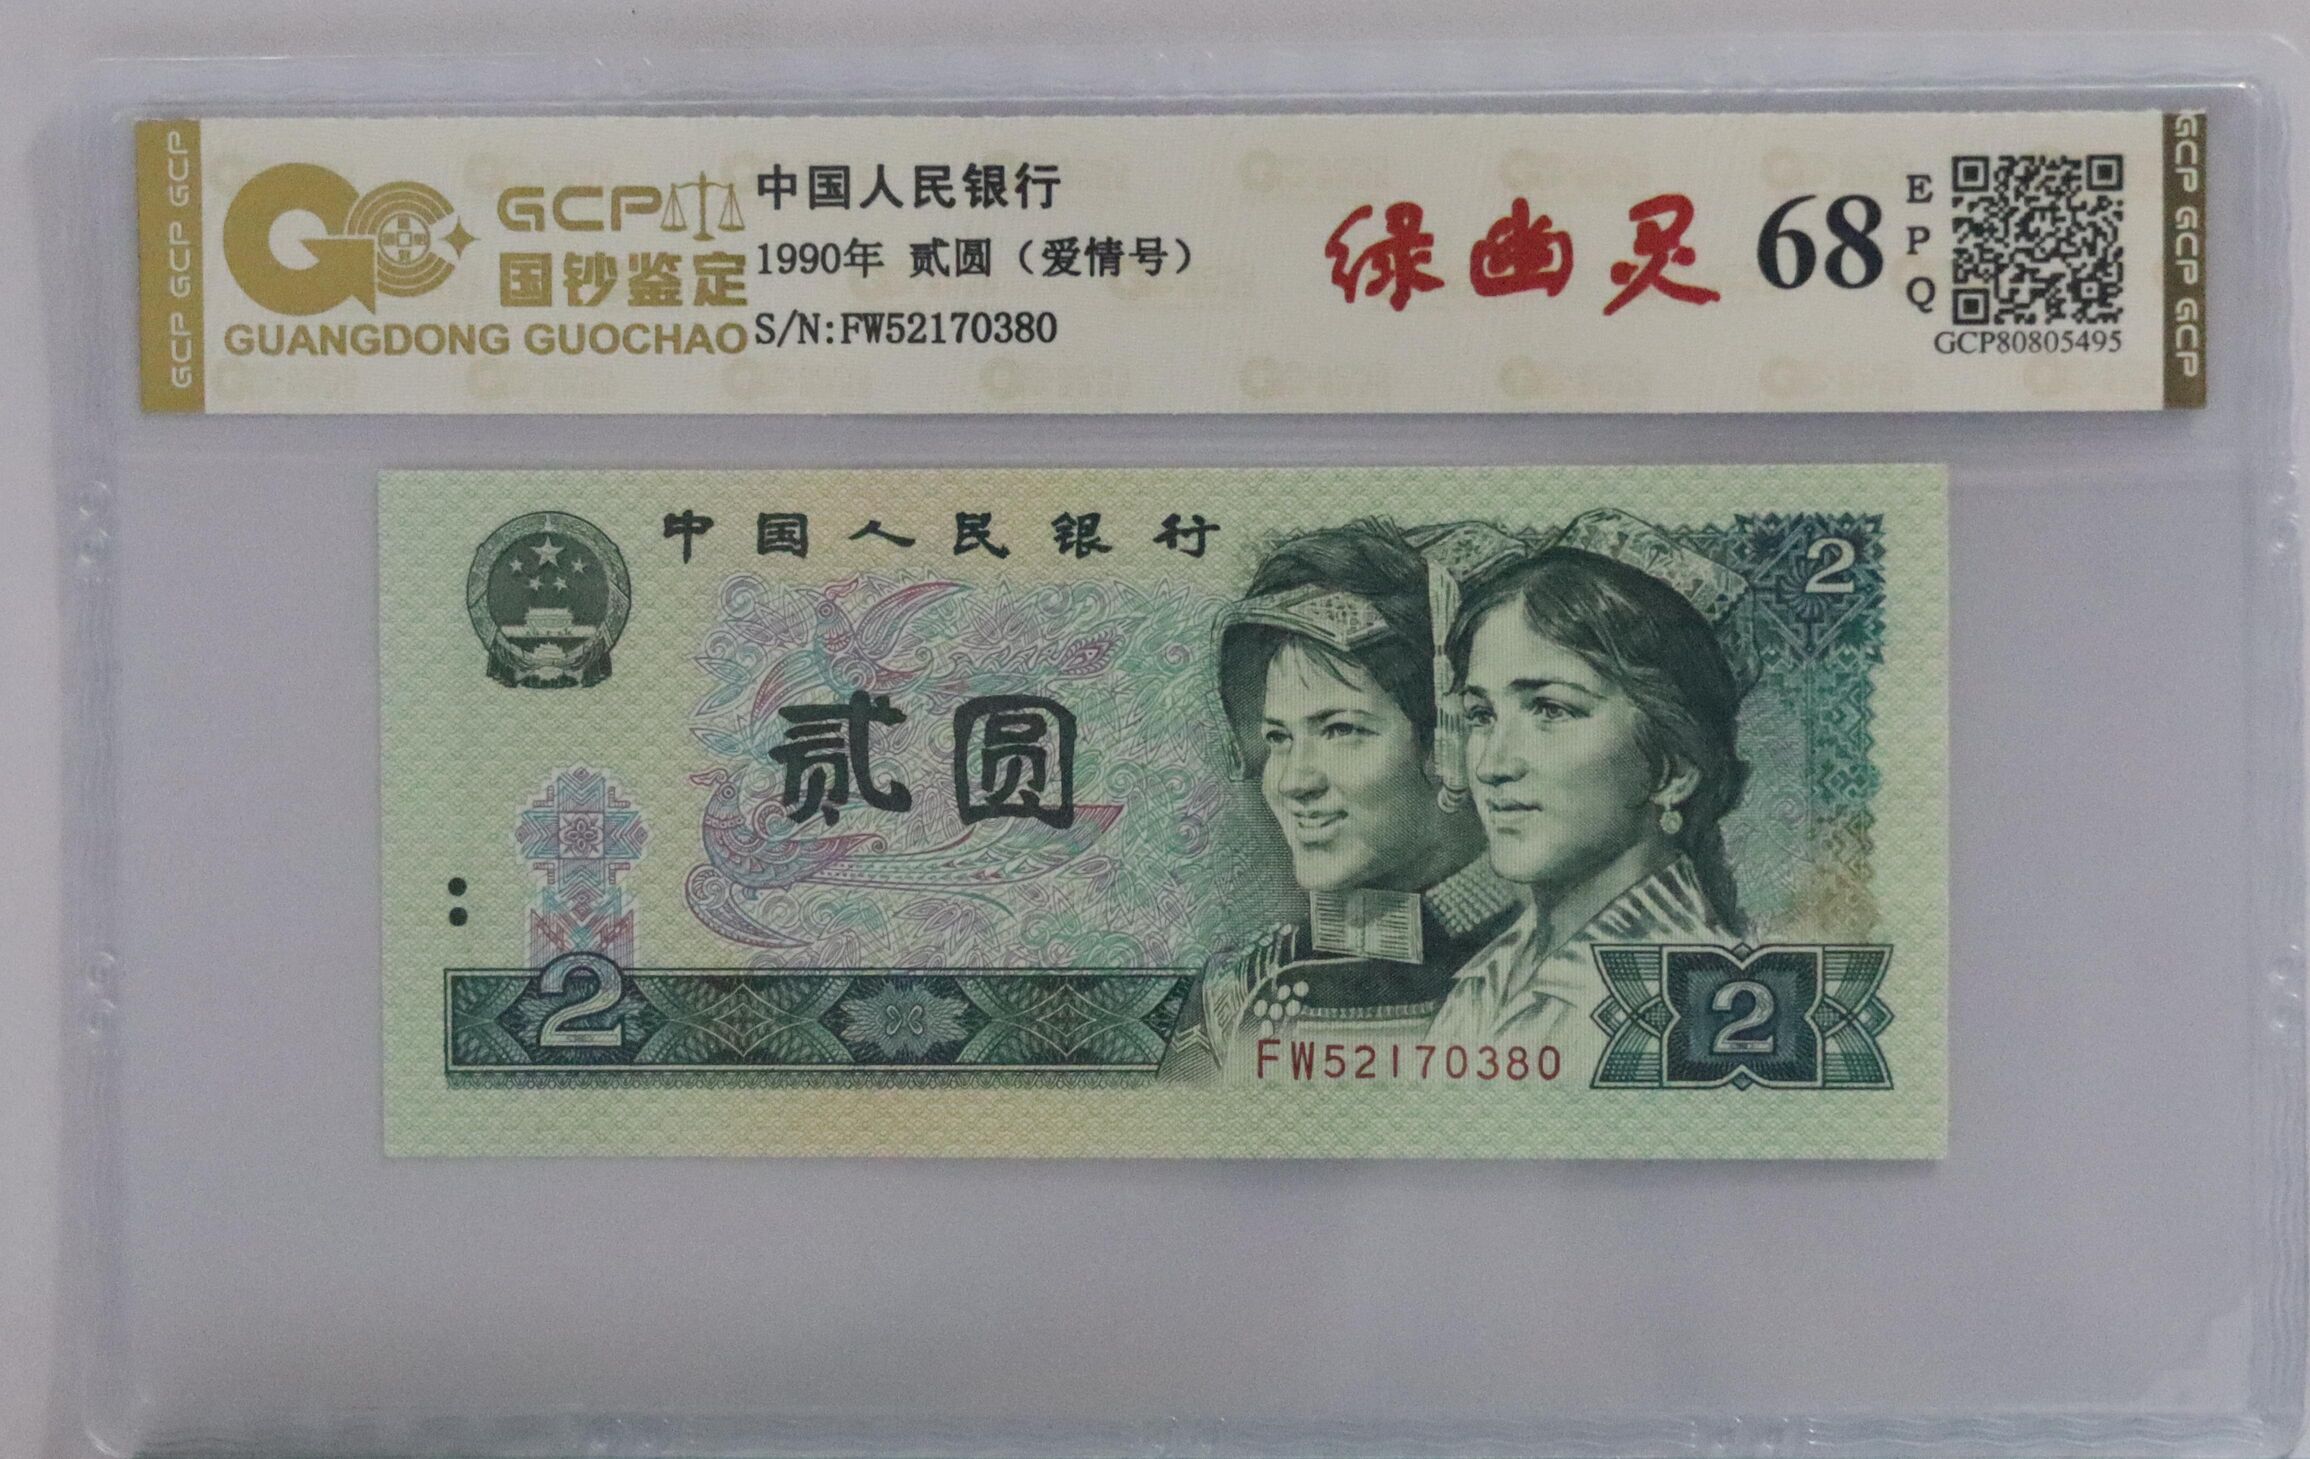 GCP GCP GCP
GCP
国钞鉴定
GUANGDONG GUOCHAO
中国人民银行
1990年 贰圆（爱情号）
S/N:FW52170380
绿幽灵
68
EPQ
GCP80805495
GCP GCP GCP
中国人民银行
2
贰圆
2
FW52170380
2